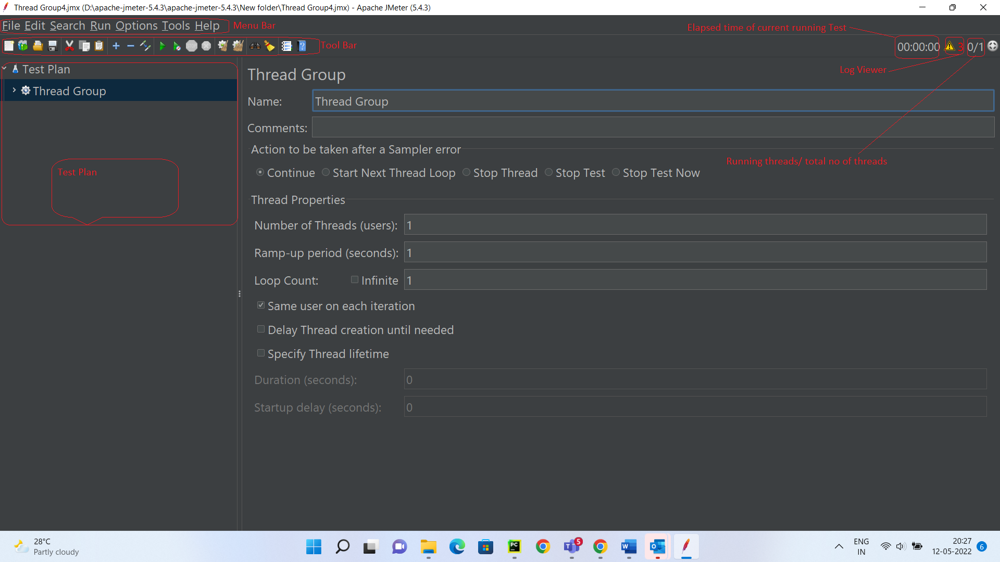 Thread Group4.jmx (D:\apache-jmeter-5.4.3\apache-jmeter-5.4.3\New folder\Thread Group4.jmx) - Apache JMeter (5.4.3)
File Edit Search Run Options Tools Help Menu Bar
Elapsed time of current running Test
Tool Bar
00:00:00 3 0/1
Log Viewer
Test Plan
Thread Group
Test Plan
Thread Group
Name: Thread Group
Comments:
Action to be taken after a Sampler error
Running threads/ total no of threads
Continue Start Next Thread Loop Stop Thread Stop Test Stop Test Now
Thread Properties
Number of Threads (users): 1
Ramp-up period (seconds): 1
Loop Count: Infinite 1
Same user on each iteration
Delay Thread creation until needed
Specify Thread lifetime
Duration (seconds): 0
Startup delay (seconds): 0
28°C
Partly cloudy
PC
5
ENG
IN
20:27
12-05-2022
6